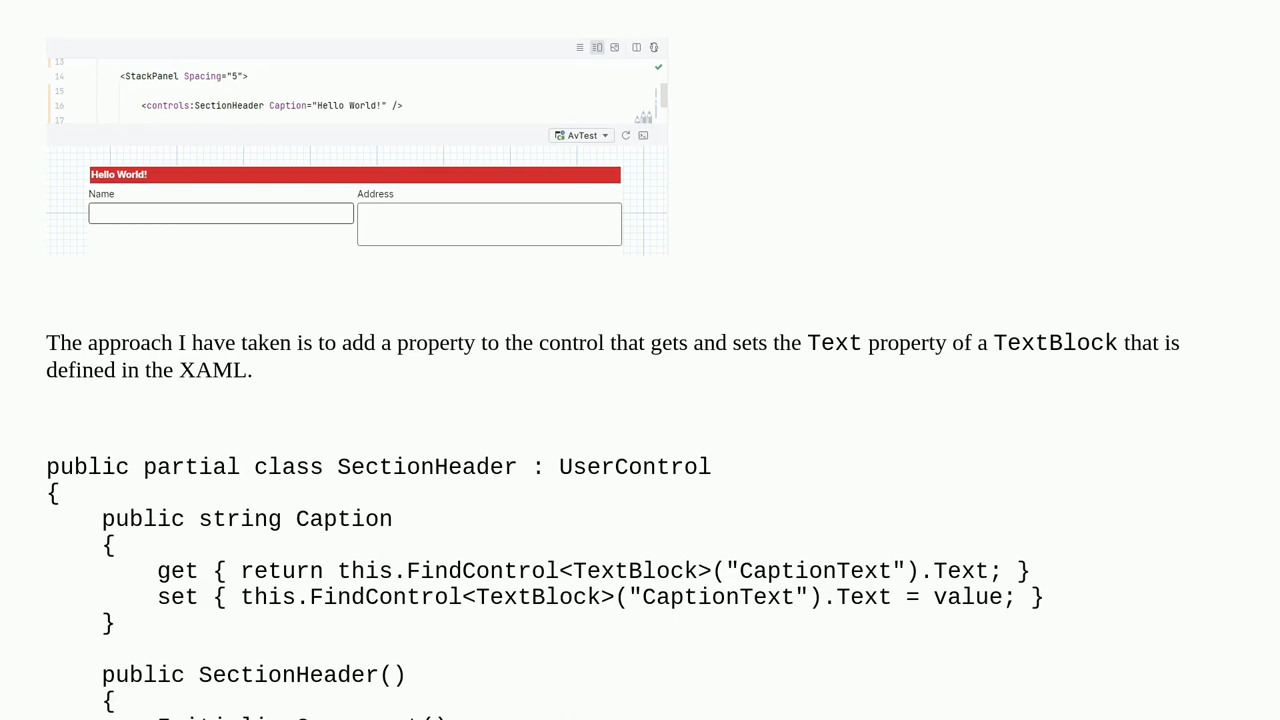 13
14 <StackPanel Spacing="5">
15
16 <controls:SectionHeader Caption="Hello World!" />
17
AvTest
Hello World!
Name Address
The approach I have taken is to add a property to the control that gets and sets the Text property of a TextBlock that is
defined in the XAML.
public partial class SectionHeader : UserControl
{
    public string Caption
    {
        get { return this.FindControl<TextBlock>("CaptionText").Text; }
        set { this.FindControl<TextBlock>("CaptionText").Text = value; }
    }
    public SectionHeader()
    {